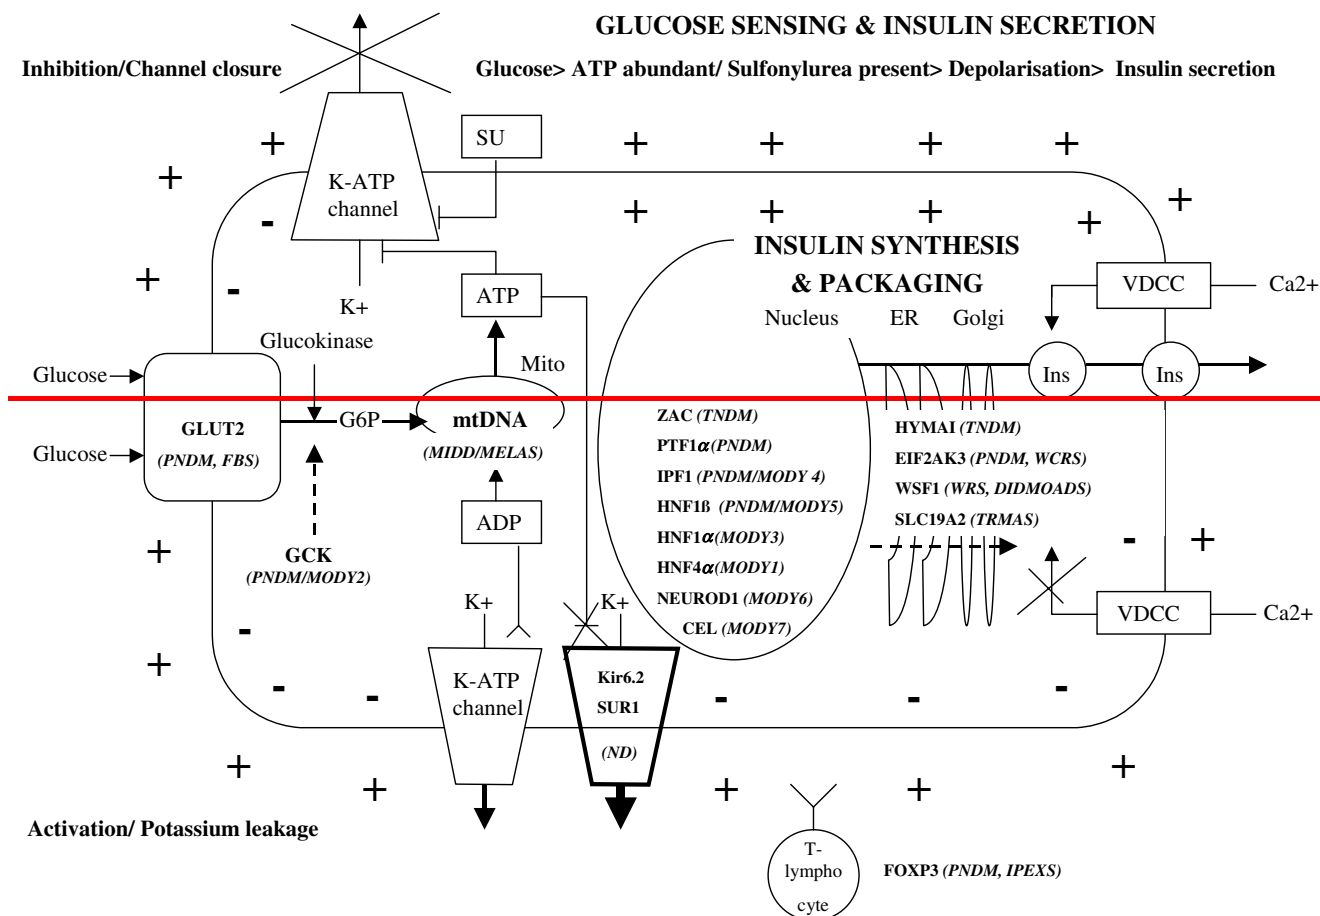 GLUCOSE SENSING & INSULIN SECRETION
Inhibition/Channel closure
Glucose> ATP abundant/ Sulfonylurea present> Depolarisation> Insulin secretion
+ + + + +
SU
K-ATP
channel
+ +
- + + + +
INSULIN SYNTHESIS
& PACKAGING
+
-
ATP
VDCC
Ca2+
K+
Nucleus ER Golgi
Glucokinase
Mito
Glucose
Ins
Ins
GLUT2
(PNDM, FBS)
G6P
mtDNA
(MIDD/MELAS)
Glucose
ZAC (TNDM)
PTF1α(PNDM)
IPF1 (PNDM/MODY 4)
HNF1ß (PNDM/MODY5)
HNF1α(MODY3)
HNF4α(MODY1)
NEUROD1 (MODY6)
CEL (MODY7)
HYMAI (TNDM)
EIF2AK3 (PNDM, WCRS)
WSF1 (WRS, DIDMOADS)
SLC19A2 (TRMAS)
ADP
+
GCK
(PNDM/MODY2)
- +
K+
K+
VDCC
Ca2+
-
+
K-ATP
channel
Kir6.2
SUR1
(ND)
- - - - -
+ + + + +
Activation/ Potassium leakage
T-
lympho
cyte
FOXP3 (PNDM, IPEXS)